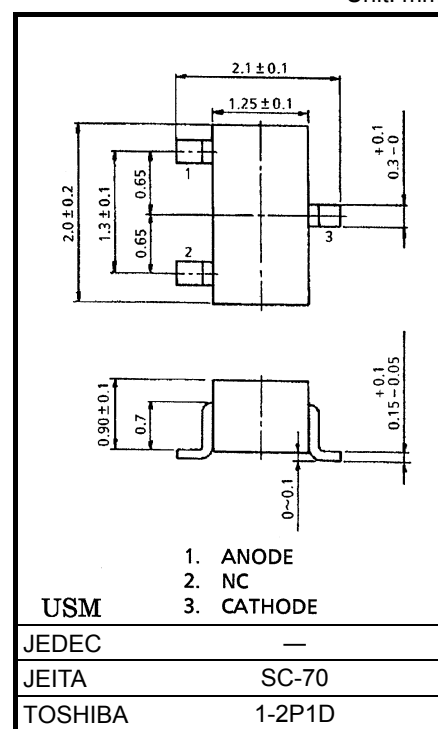 2.1±0.1
1.25±0.1
+0.1
0.3−0
2.0±0.2
1.3±0.1
0.65
0.65
1
2
3
0.90±0.1
0.7
+0.1
0.15−0.05
0~0.1
1. ANODE
2. NC
USM 3. CATHODE
JEDEC —
JEITA SC-70
TOSHIBA 1-2P1D